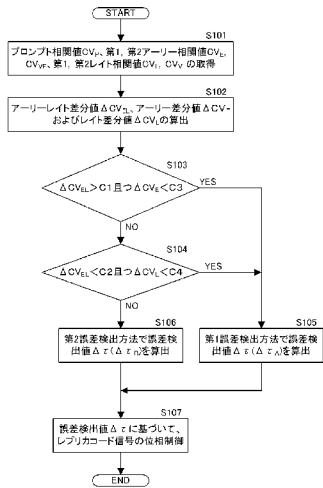 START
S101
プロンプト相関値CVP、第1、第2アーリー相関値CVE,
CVVE、第1、第2レイト相関値CVL, CVV の取得
S102
アーリーレイト差分値ΔCVEL、アーリー差分値ΔCV
およびレイト差分値ΔCVLの算出
S103
ΔCVEL>C1且つΔCVE<C3
YES
NO
S104
ΔCVEL<C2且つΔCVL<C4
YES
NO
S106
S105
第2誤差検出方法で誤差検
出値Δτ(ΔτB)を算出
第1誤差検出方法で誤差検
出値Δτ(ΔτA)を算出
S107
誤差検出値Δτに基づいて、
レプリカコード信号の位相制御
END